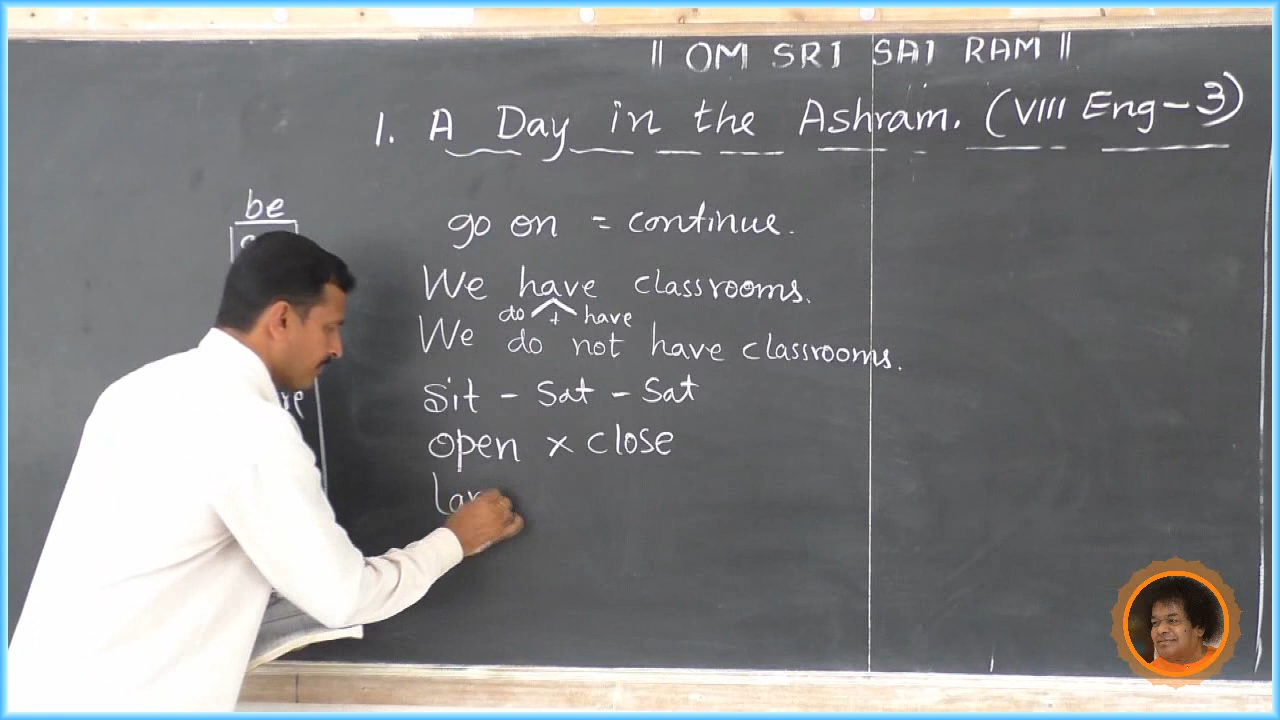 || OM SRI SAI RAM ||
1. A Day in the Ashram. (VIII Eng-3)
be
go on = continue.
We have classrooms.
do + have
We do not have classrooms.
Sit - Sat - Sat
open × close